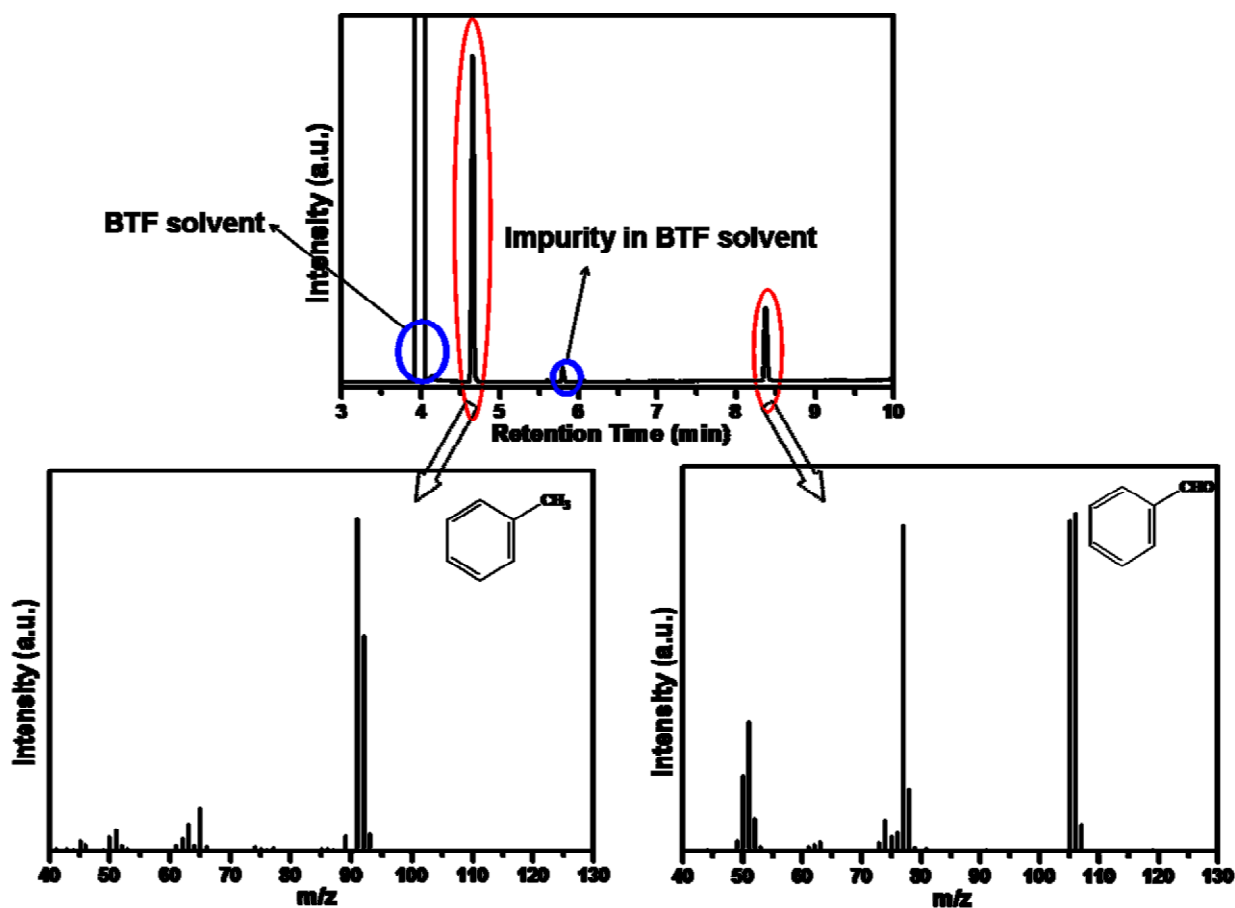 Intensity (a.u.)
BTF solvent
Impurity in BTF solvent
3 4 5 6 7 8 9 10
Retention Time (min)
CH₃
Intensity (a.u.)
40 50 60 70 80 90 100 110 120 130
m/z
CHO
Intensity (a.u.)
40 50 60 70 80 90 100 110 120 130
m/z